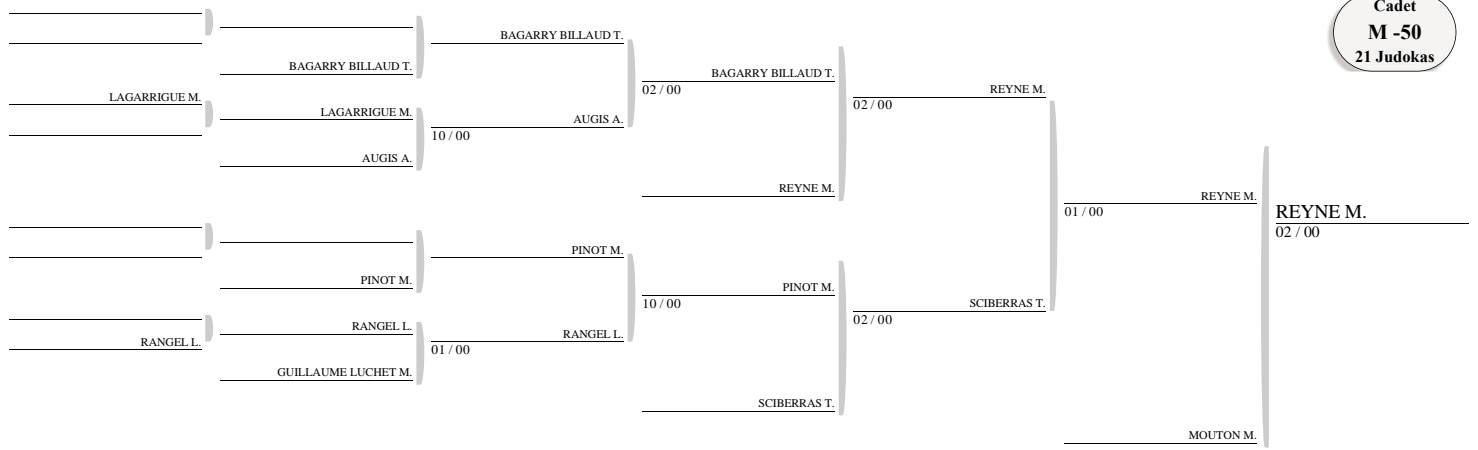 Cadet
M -50
21 Judokas
BAGARRY BILLAUD T.
BAGARRY BILLAUD T.
BAGARRY BILLAUD T.
02 / 00
REYNE M.
02 / 00
LAGARRIGUE M.
LAGARRIGUE M.
AUGIS A.
10 / 00
AUGIS A.
REYNE M.
REYNE M.
01 / 00
REYNE M.
02 / 00
PINOT M.
PINOT M.
PINOT M.
10 / 00
SCIBERRAS T.
02 / 00
RANGEL L.
RANGEL L.
RANGEL L.
01 / 00
GUILLAUME LUCHET M.
SCIBERRAS T.
MOUTON M.